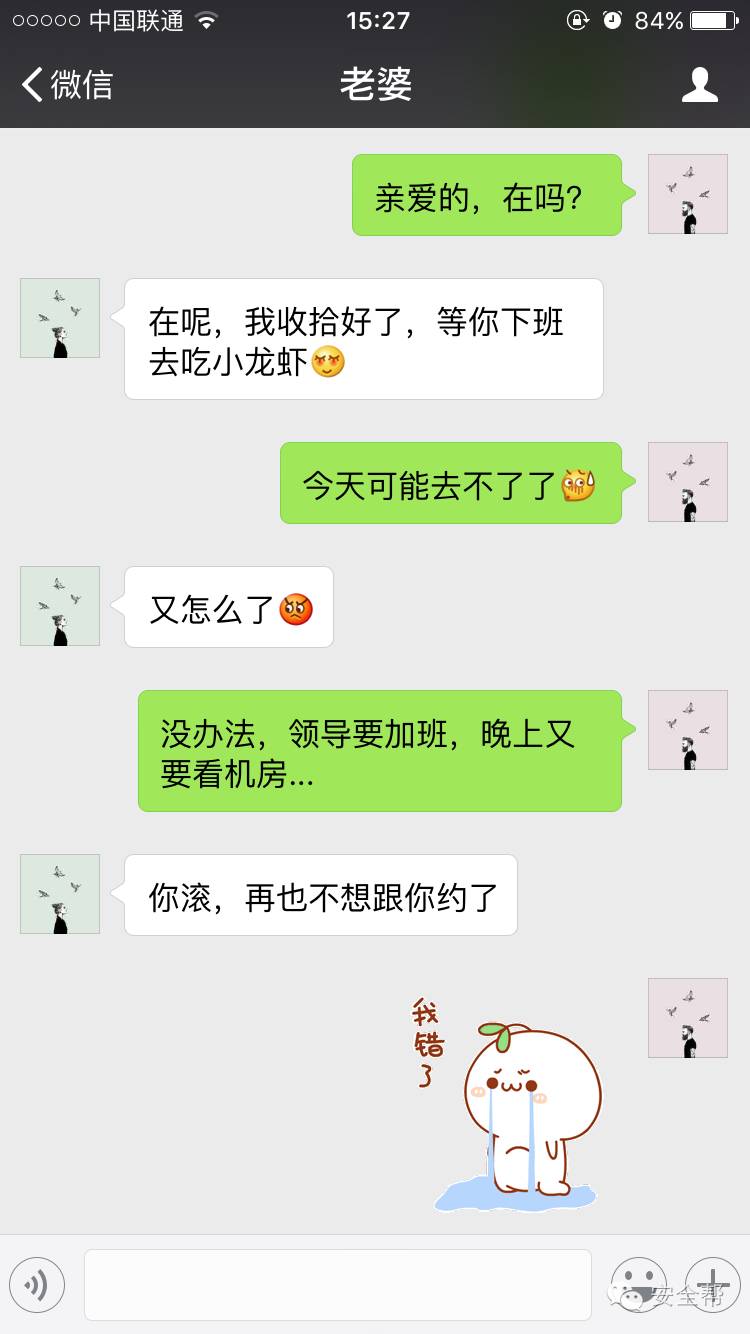 中国联通 15:27 84%
微信 老婆
亲爱的，在吗？
在呢，我收拾好了，等你下班
去吃小龙虾
今天可能去不了了
又怎么了
没办法，领导要加班，晚上又
要看机房...
你滚，再也不想跟你约了
我
错
了
安全帮